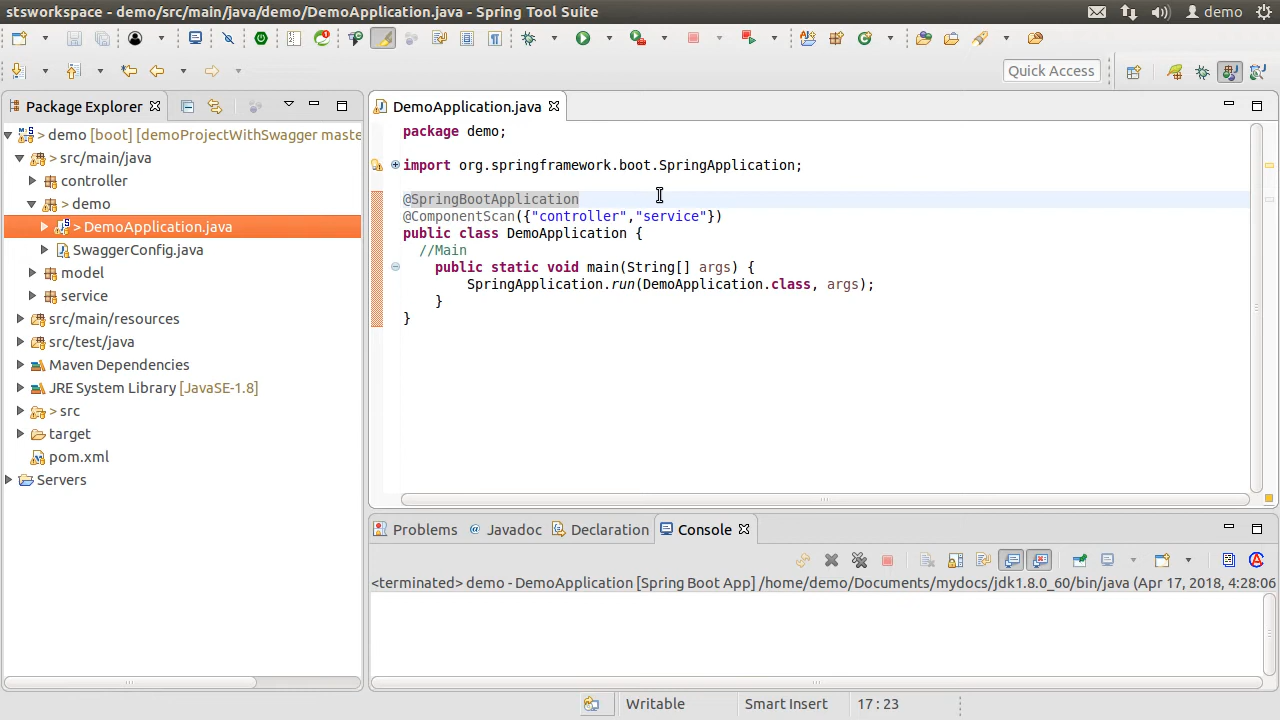 stsworkspace - demo/src/main/java/demo/DemoApplication.java - Spring Tool Suite
demo
Quick Access
Package Explorer
> demo [boot] [demoProjectWithSwagger maste
> src/main/java
controller
> demo
> DemoApplication.java
SwaggerConfig.java
model
service
src/main/resources
src/test/java
Maven Dependencies
JRE System Library [JavaSE-1.8]
> src
target
pom.xml
Servers
DemoApplication.java
package demo;
import org.springframework.boot.SpringApplication;
@SpringBootApplication
@ComponentScan({"controller","service"})
public class DemoApplication {
//Main
public static void main(String[] args) {
SpringApplication.run(DemoApplication.class, args);
}
}
Problems @ Javadoc Declaration Console
<terminated> demo - DemoApplication [Spring Boot App] /home/demo/Documents/mydocs/jdk1.8.0_60/bin/java (Apr 17, 2018, 4:28:06
Writable Smart Insert 17 : 23